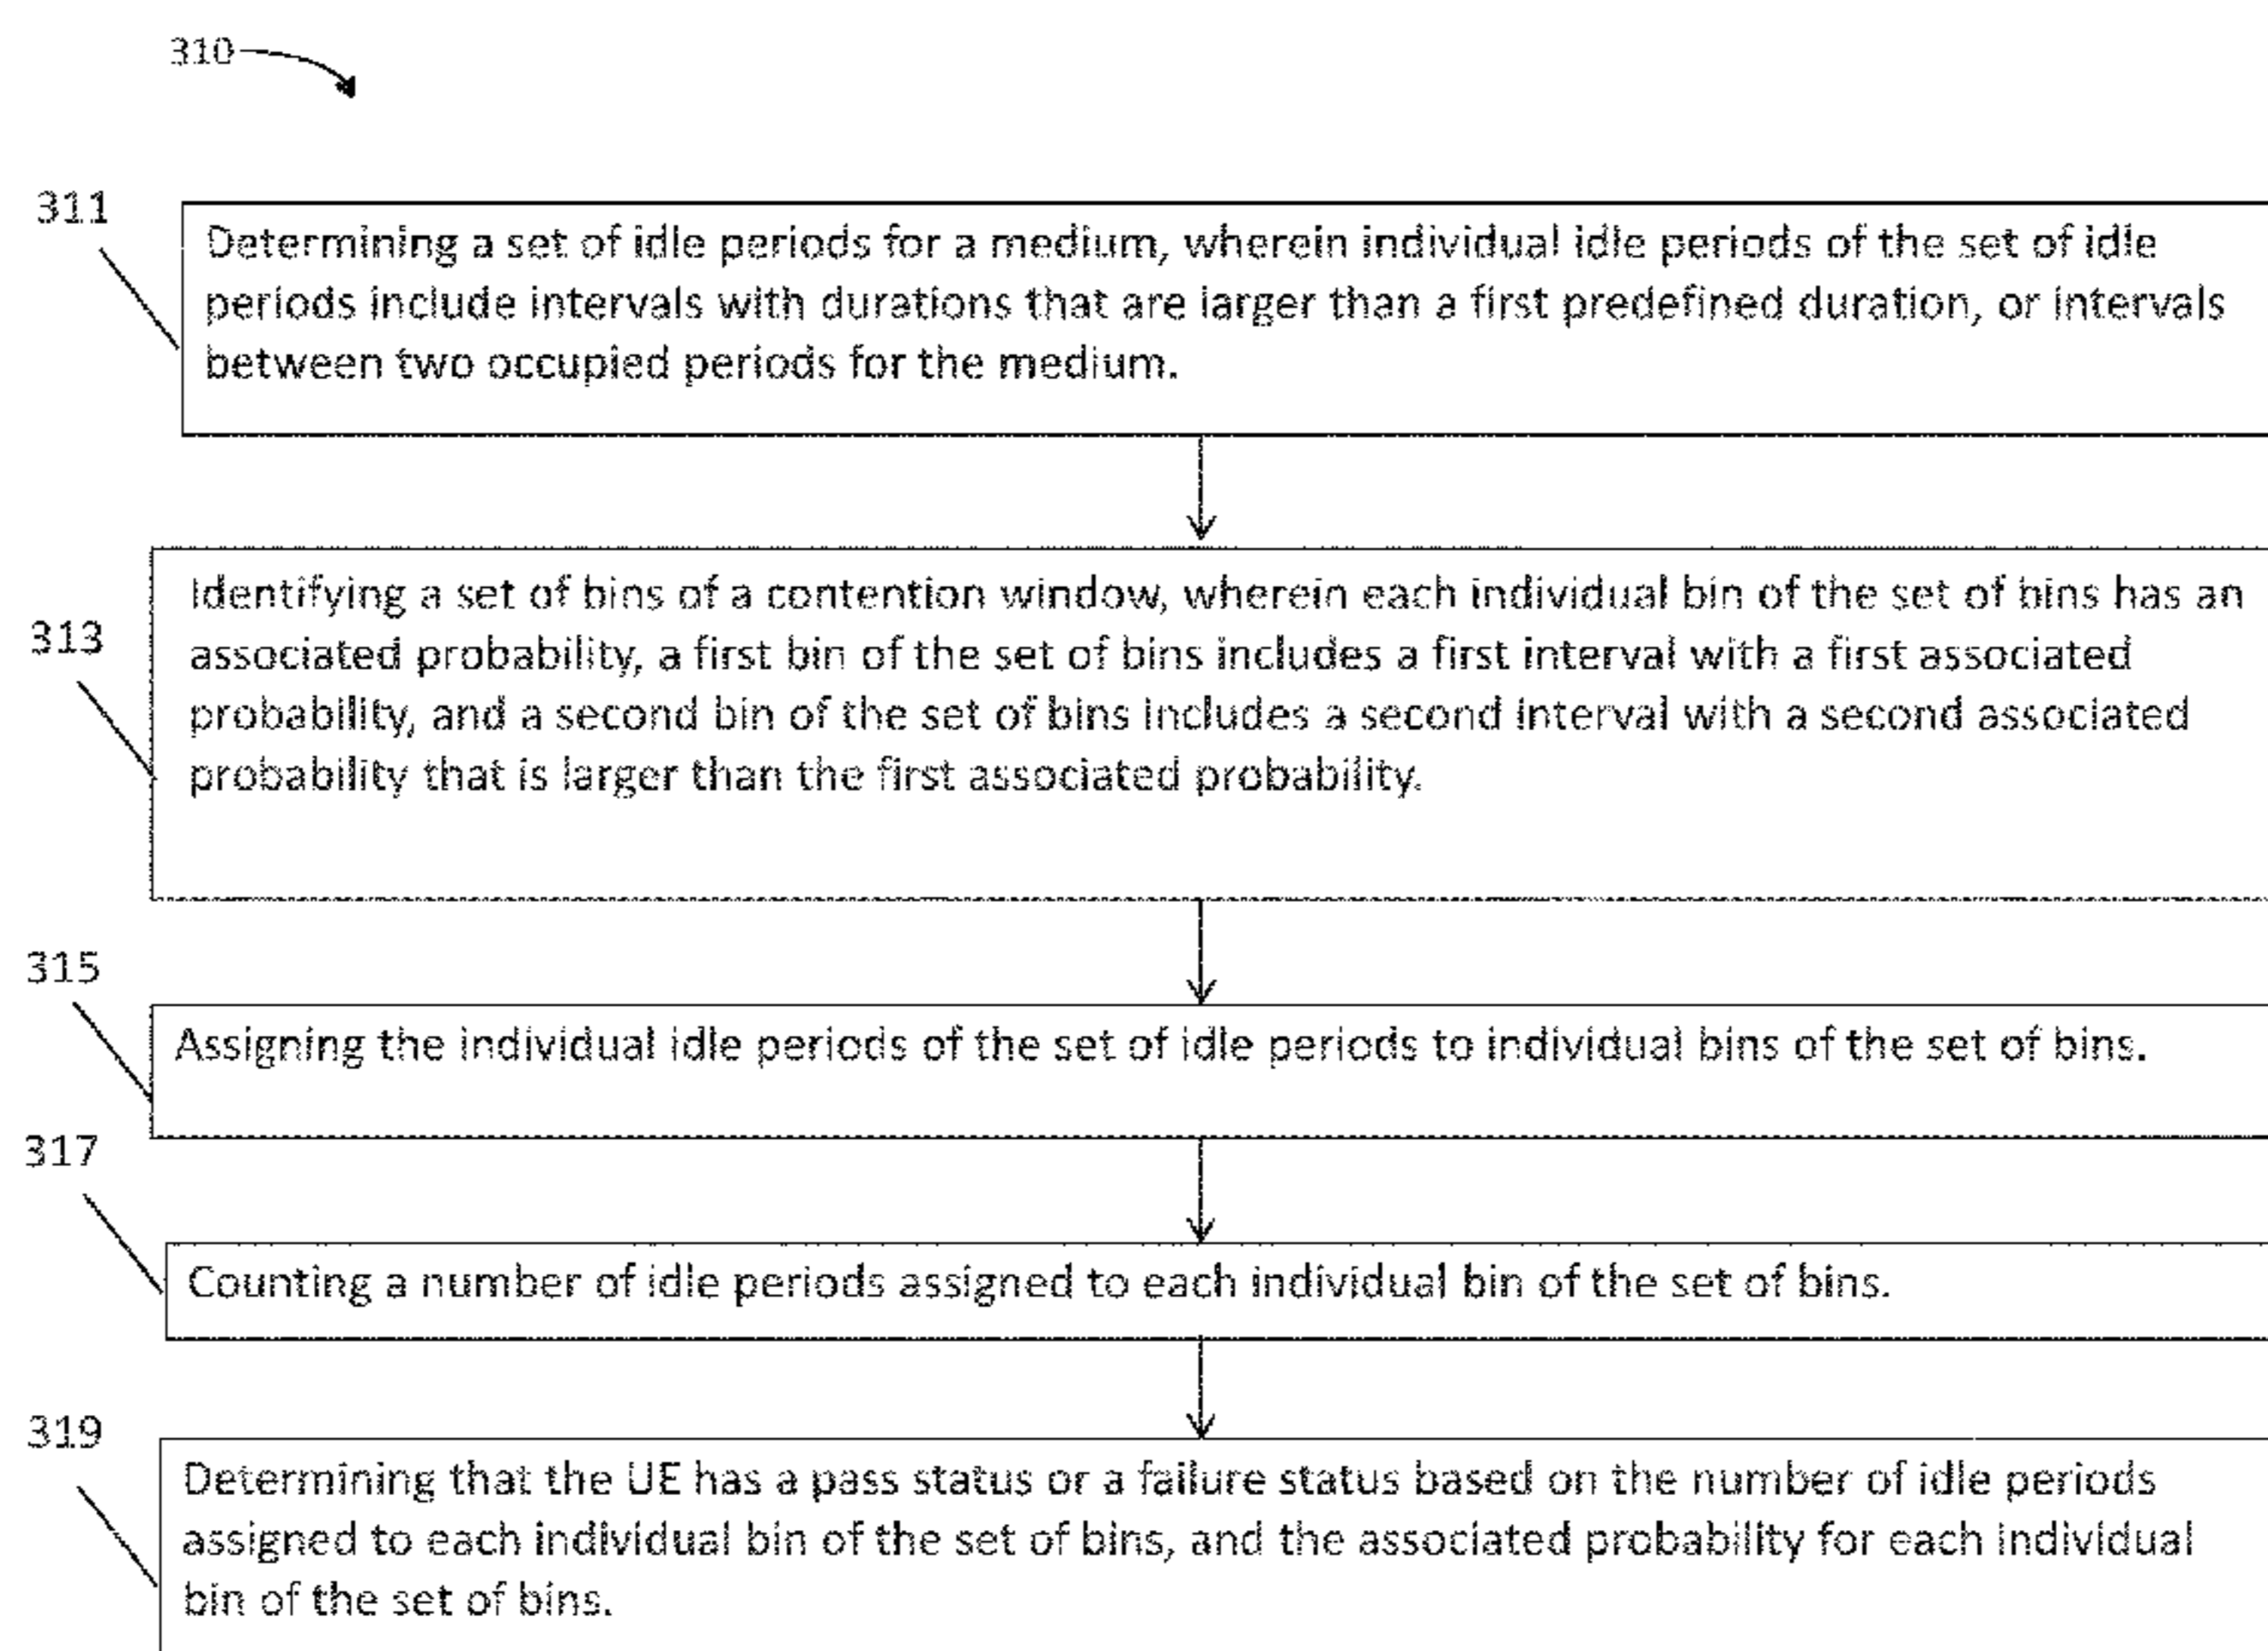 310
311
Determining a set of idle periods for a medium, wherein individual idle periods of the set of idle
periods include intervals with durations that are larger than a first predefined duration, or intervals
between two occupied periods for the medium.
313
Identifying a set of bins of a contention window, wherein each individual bin of the set of bins has an
associated probability, a first bin of the set of bins includes a first interval with a first associated
probability, and a second bin of the set of bins includes a second interval with a second associated
probability that is larger than the first associated probability.
315
Assigning the individual idle periods of the set of idle periods to individual bins of the set of bins.
317
Counting a number of idle periods assigned to each individual bin of the set of bins.
319
Determining that the UE has a pass status or a failure status based on the number of idle periods
assigned to each individual bin of the set of bins, and the associated probability for each individual
bin of the set of bins.